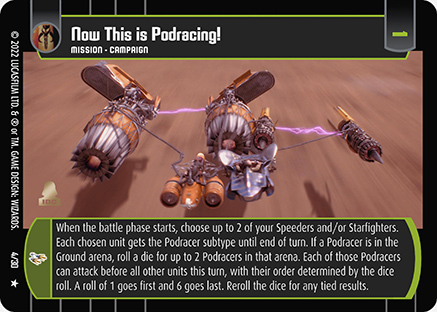 Now This is Podracing!
MISSION - CAMPAIGN
When the battle phase starts, choose up to 2 of your Speeders and/or Starfighters.
Each chosen unit gets the Podracer subtype until end of turn. If a Podracer is in the
Ground arena, roll a die for up to 2 Podracers in that arena. Each of those Podracers
can attack before all other units this turn, with their order determined by the dice
roll. A roll of 1 goes first and 6 goes last. Reroll the dice for any tied results.
© 2022 LUCASFILM LTD. & ® or TM. GAME DESIGN: WIZARDS.
4/30